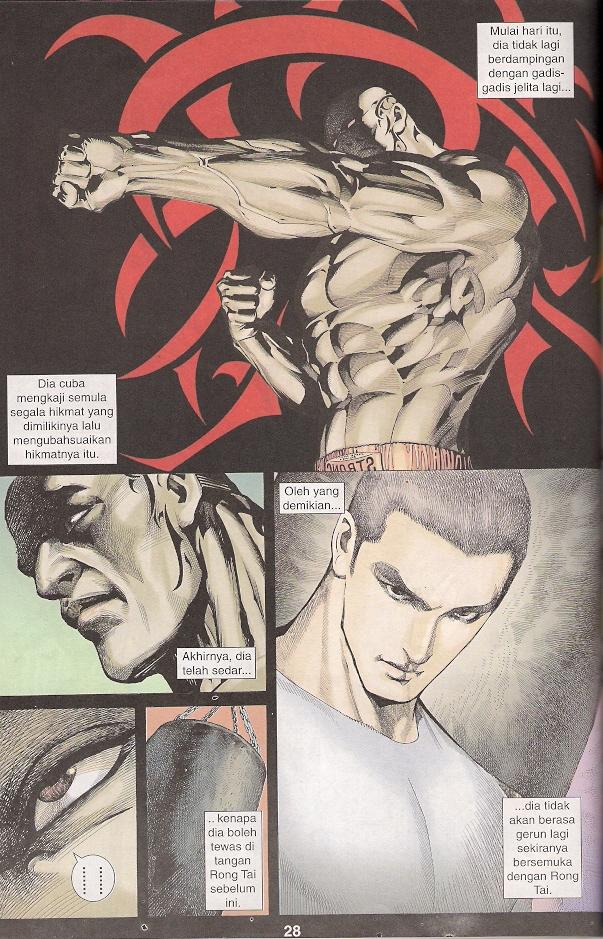 Mulai hari itu,
dia tidak lagi
berdampingan
dengan gadis-
gadis jelita lagi...
Dia cuba
mengkaji semula
segala hikmat yang
dimilikinya lalu
mengubahsuaikan
hikmatnya itu.
STRONG
Akhirnya, dia
telah sedar...
.. kenapa
dia boleh
tewas di
tangan
Rong Tai
sebelum
ini.
Oleh yang
demikian...
...dia tidak
akan berasa
gerun lagi
sekiranya
bersemuka
dengan Rong
Tai.
28